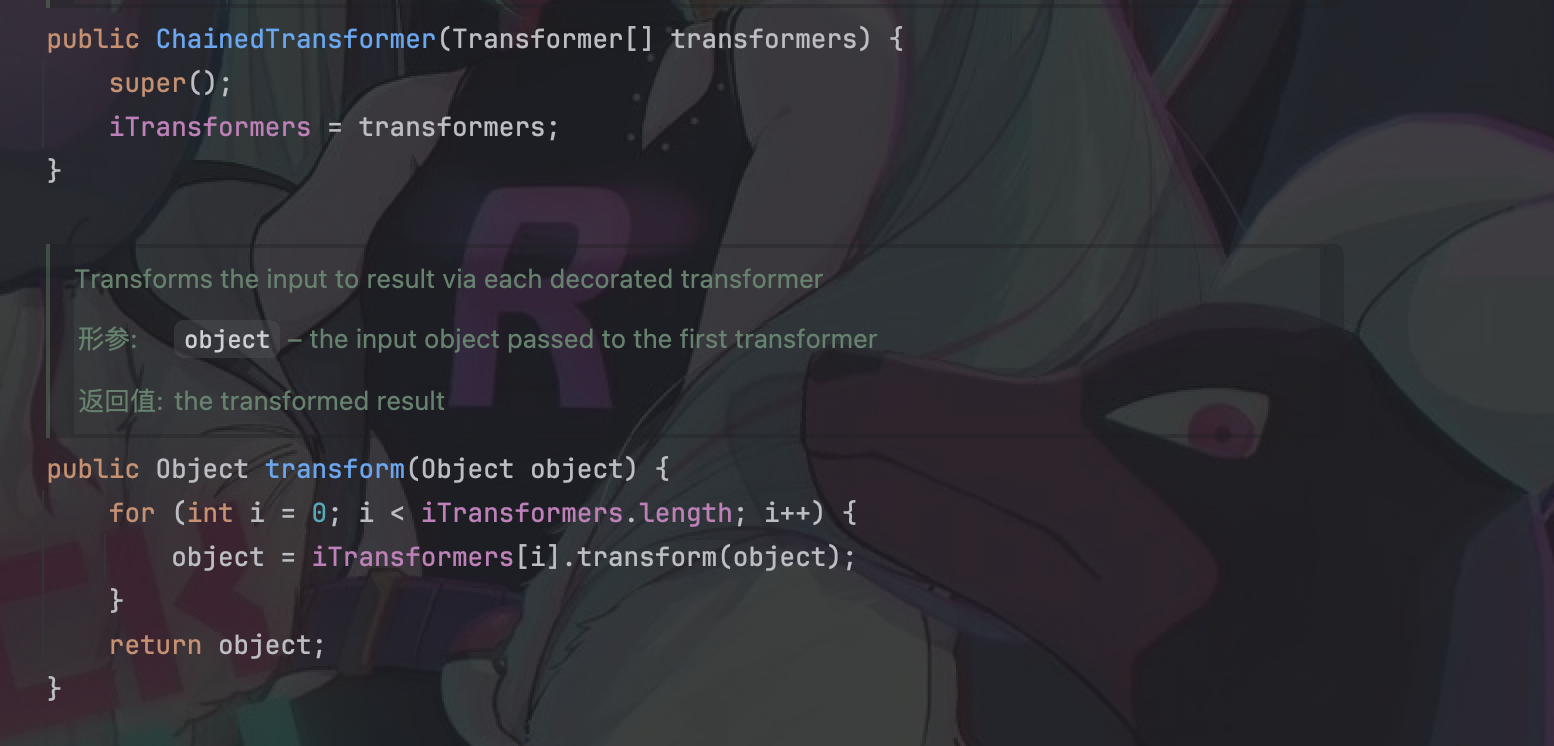 public ChainedTransformer(Transformer[] transformers) {
    super();
    iTransformers = transformers;
}
Transforms the input to result via each decorated transformer
形参: object – the input object passed to the first transformer
返回值: the transformed result
public Object transform(Object object) {
    for (int i = 0; i < iTransformers.length; i++) {
        object = iTransformers[i].transform(object);
    }
    return object;
}
R